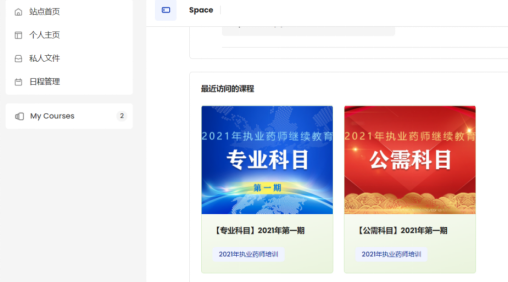 站点首页
个人主页
私人文件
日程管理
My Courses
2
Space
最近访问的课程
2021年执业药师继续教育
专业科目
第一期
【专业科目】2021年第一期
2021年执业药师培训
2021年执业药师继续教育
公需科目
【公需科目】2021年第一期
2021年执业药师培训